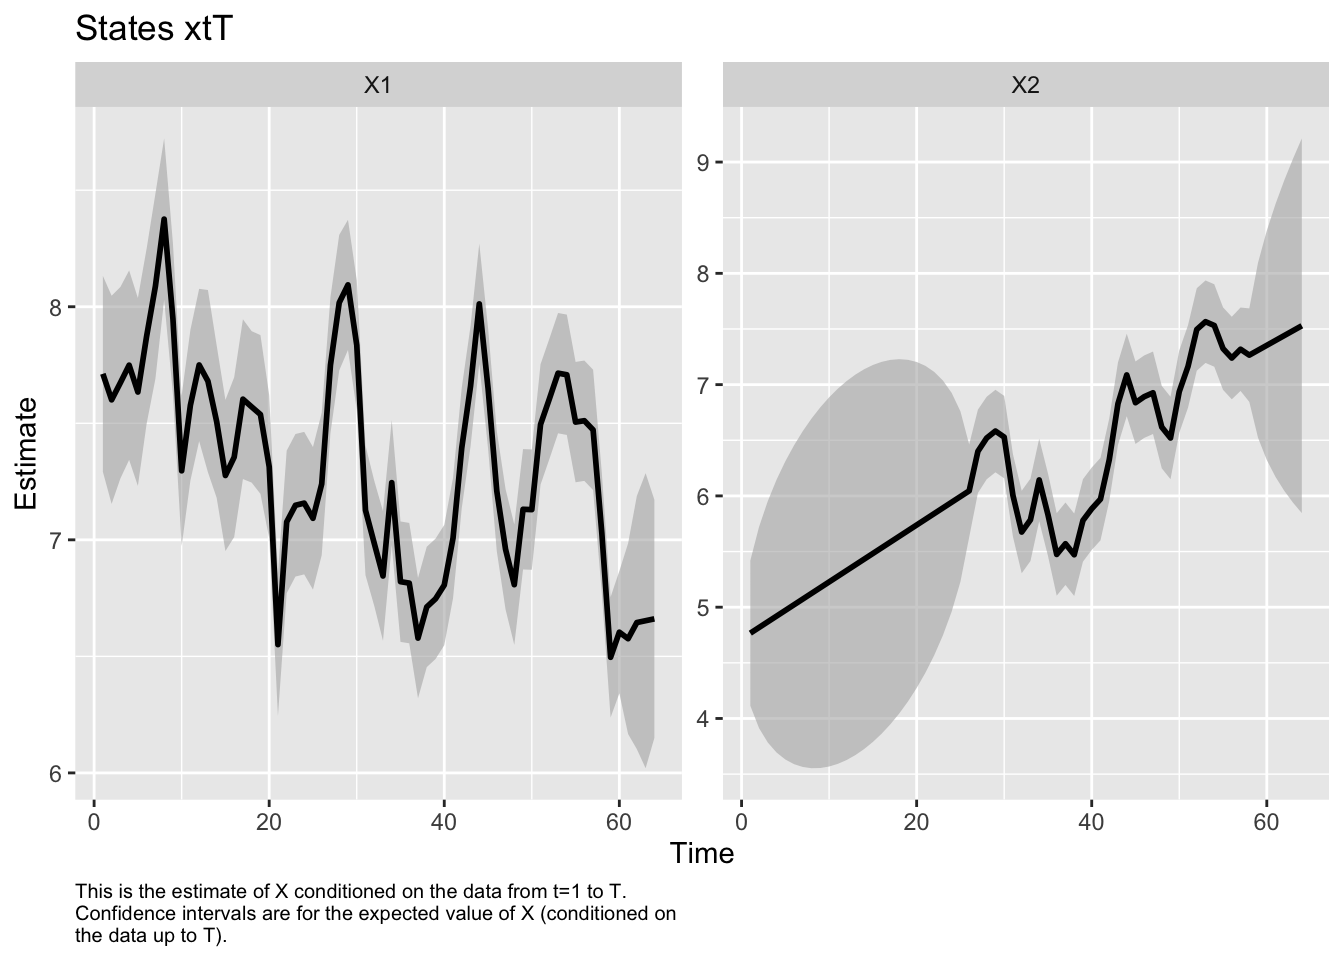 States xtT
X1
X2
Estimate
8
7
6
9
8
7
6
5
4
0 20 40 60
0 20 40 60
Time
This is the estimate of X conditioned on the data from t=1 to T.
Confidence intervals are for the expected value of X (conditioned on
the data up to T).